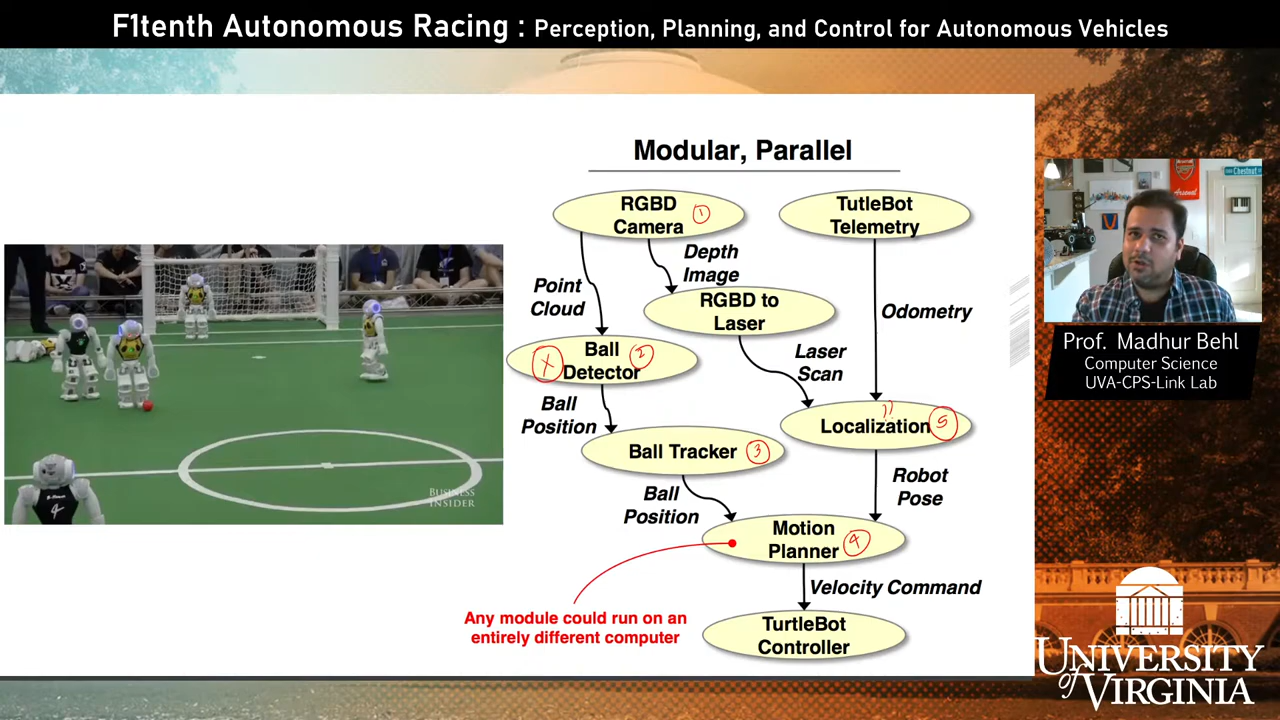 F1tenth Autonomous Racing : Perception, Planning, and Control for Autonomous Vehicles
Modular, Parallel
RGBD
Camera
1
TutleBot
Telemetry
Depth
Image
Point
Cloud
RGBD to
Laser
Odometry
Ball
Detector
X
2
Laser
Scan
Ball
Position
Localization
5
Ball Tracker
3
Robot
Pose
Ball
Position
Motion
Planner
4
Velocity Command
Any module could run on an
entirely different computer
TurtleBot
Controller
BUSINESS
INSIDER
4
Arsenal
Chestnut
Prof. Madhur Behl
Computer Science
UVA-CPS-Link Lab
UNIVERSITY
of VIRGINIA